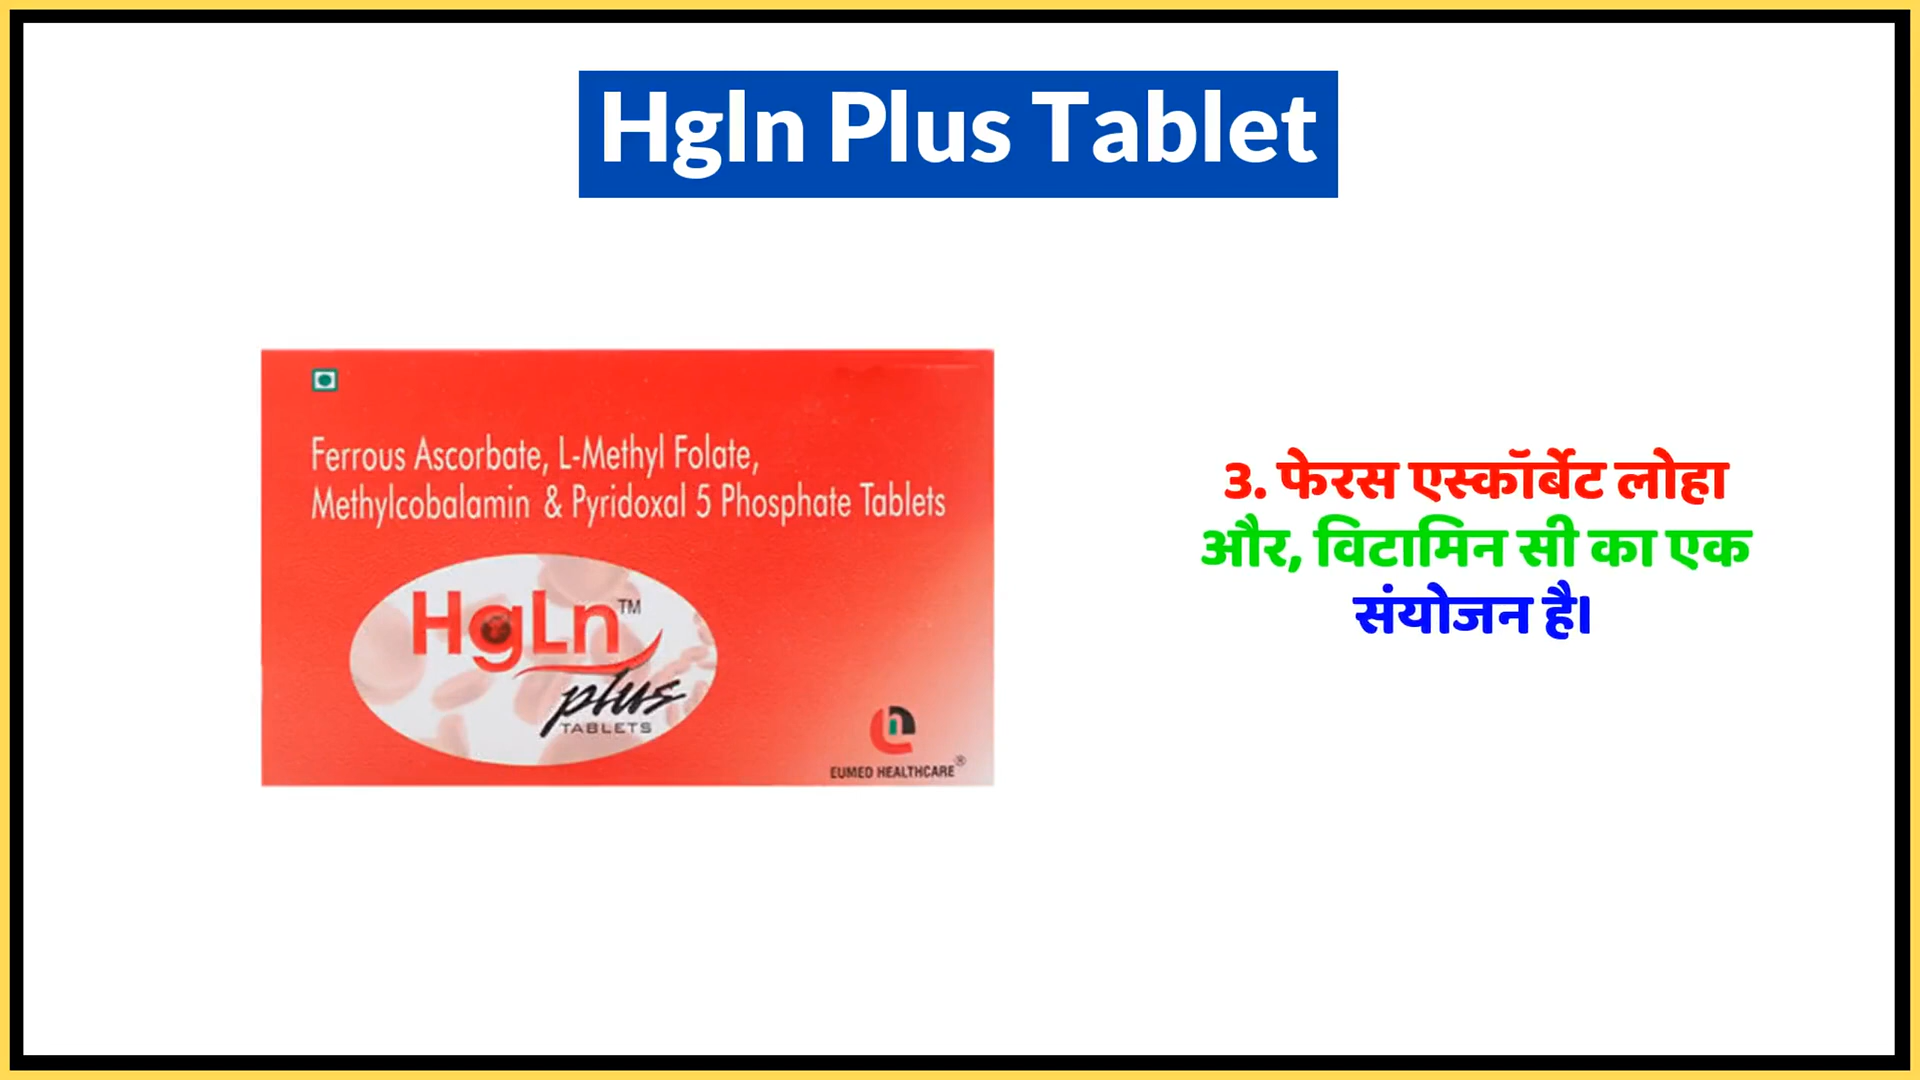 Hgln Plus Tablet
Ferrous Ascorbate, L-Methyl Folate,
Methylcobalamin & Pyridoxal 5 Phosphate Tablets
HgLn™
plus
TABLETS
EUMED HEALTHCARE®
3. फेरस एस्कॉर्बेट लोहा
और, विटामिन सी का एक
संयोजन है।